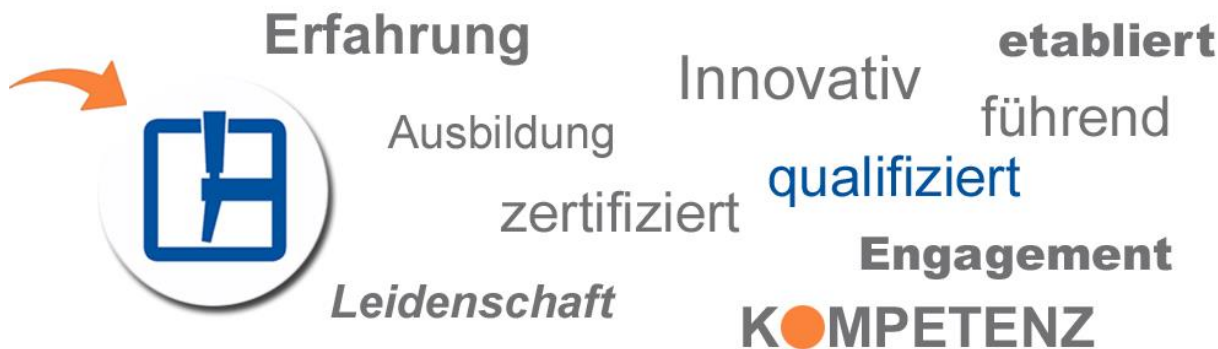 Erfahrung
etabliert
Innovativ
führend
Ausbildung
qualifiziert
zertifiziert
Engagement
Leidenschaft
KOMPETENZ